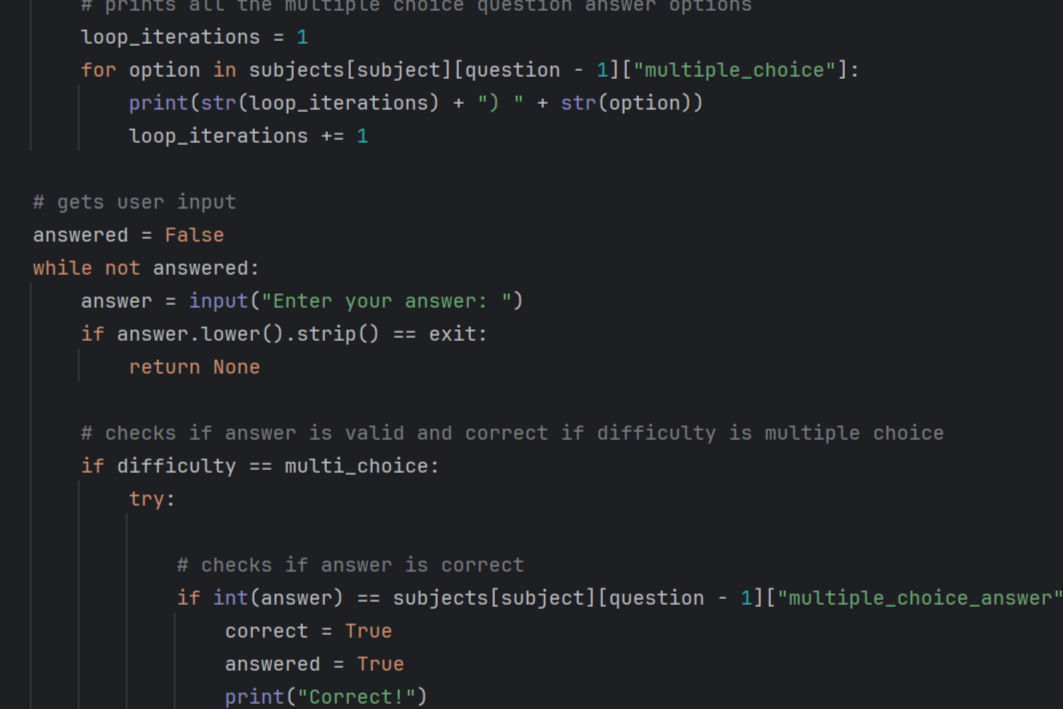 # prints all the multiple choice question answer options
loop_iterations = 1
for option in subjects[subject][question - 1]["multiple_choice"]:
print(str(loop_iterations) + ") " + str(option))
loop_iterations += 1
# gets user input
answered = False
while not answered:
answer = input("Enter your answer: ")
if answer.lower().strip() == exit:
return None
# checks if answer is valid and correct if difficulty is multiple choice
if difficulty == multi_choice:
try:
# checks if answer is correct
if int(answer) == subjects[subject][question - 1]["multiple_choice_answer"
correct = True
answered = True
print("Correct!")